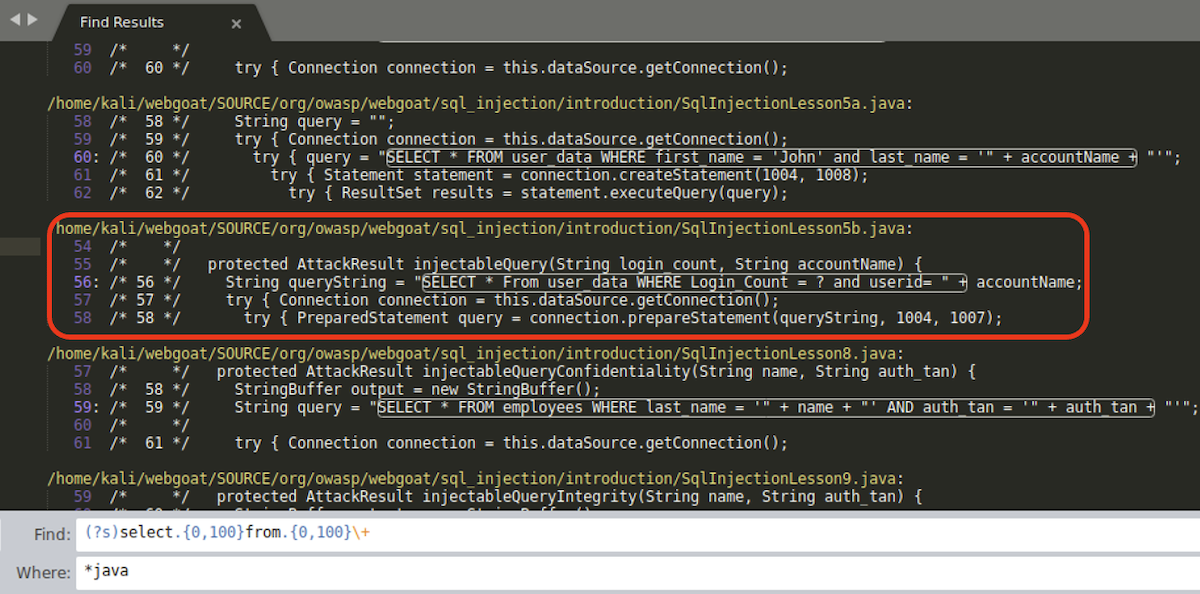 Find Results ×
59 /* */
60 /* 60 */ try { Connection connection = this.dataSource.getConnection();
/home/kali/webgoat/SOURCE/org/owasp/webgoat/sql_injection/introduction/SqlInjectionLesson5a.java:
58 /* 58 */ String query = "";
59 /* 59 */ try { Connection connection = this.dataSource.getConnection();
60: /* 60 */ try { query = "SELECT * FROM user_data WHERE first_name = 'John' and last_name = '" + accountName + "'";
61 /* 61 */ try { Statement statement = connection.createStatement(1004, 1008);
62 /* 62 */ try { ResultSet results = statement.executeQuery(query);
/home/kali/webgoat/SOURCE/org/owasp/webgoat/sql_injection/introduction/SqlInjectionLesson5b.java:
54 /* */
55 /* */ protected AttackResult injectableQuery(String login_count, String accountName) {
56: /* 56 */ String queryString = "SELECT * From user_data WHERE Login_Count = ? and userid= " + accountName;
57 /* 57 */ try { Connection connection = this.dataSource.getConnection();
58 /* 58 */ try { PreparedStatement query = connection.prepareStatement(queryString, 1004, 1007);
/home/kali/webgoat/SOURCE/org/owasp/webgoat/sql_injection/introduction/SqlInjectionLesson8.java:
57 /* */ protected AttackResult injectableQueryConfidentiality(String name, String auth_tan) {
58 /* 58 */ StringBuffer output = new StringBuffer();
59: /* 59 */ String query = "SELECT * FROM employees WHERE last_name = '" + name + "' AND auth_tan = '" + auth_tan + "'";
60 /* */
61 /* 61 */ try { Connection connection = this.dataSource.getConnection();
/home/kali/webgoat/SOURCE/org/owasp/webgoat/sql_injection/introduction/SqlInjectionLesson9.java:
59 /* */ protected AttackResult injectableQueryIntegrity(String name, String auth_tan) {
Find: (?s)select.{0,100}from.{0,100}\+
Where: *java